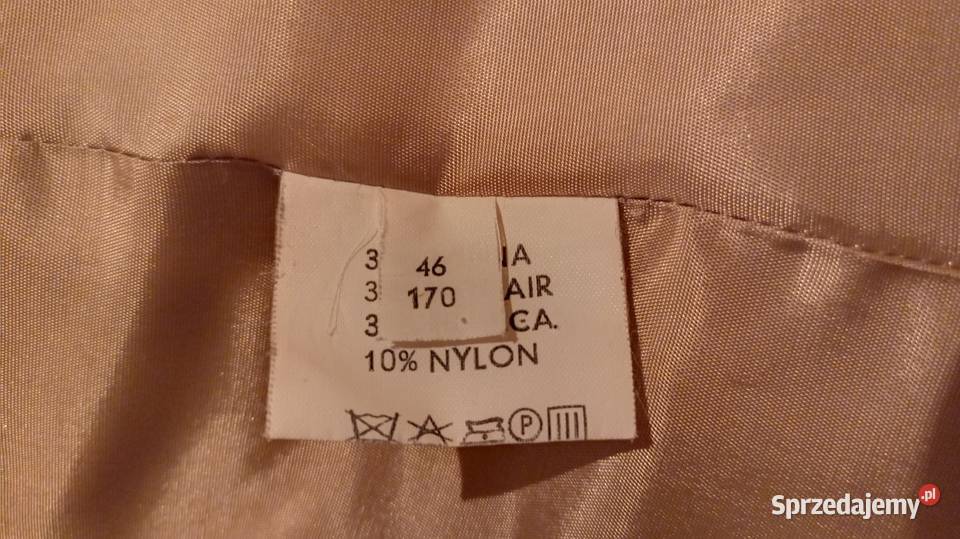 3 IA
3 AIR
3 CA.
10% NYLON
46
170
P
Sprzedajemy.pl